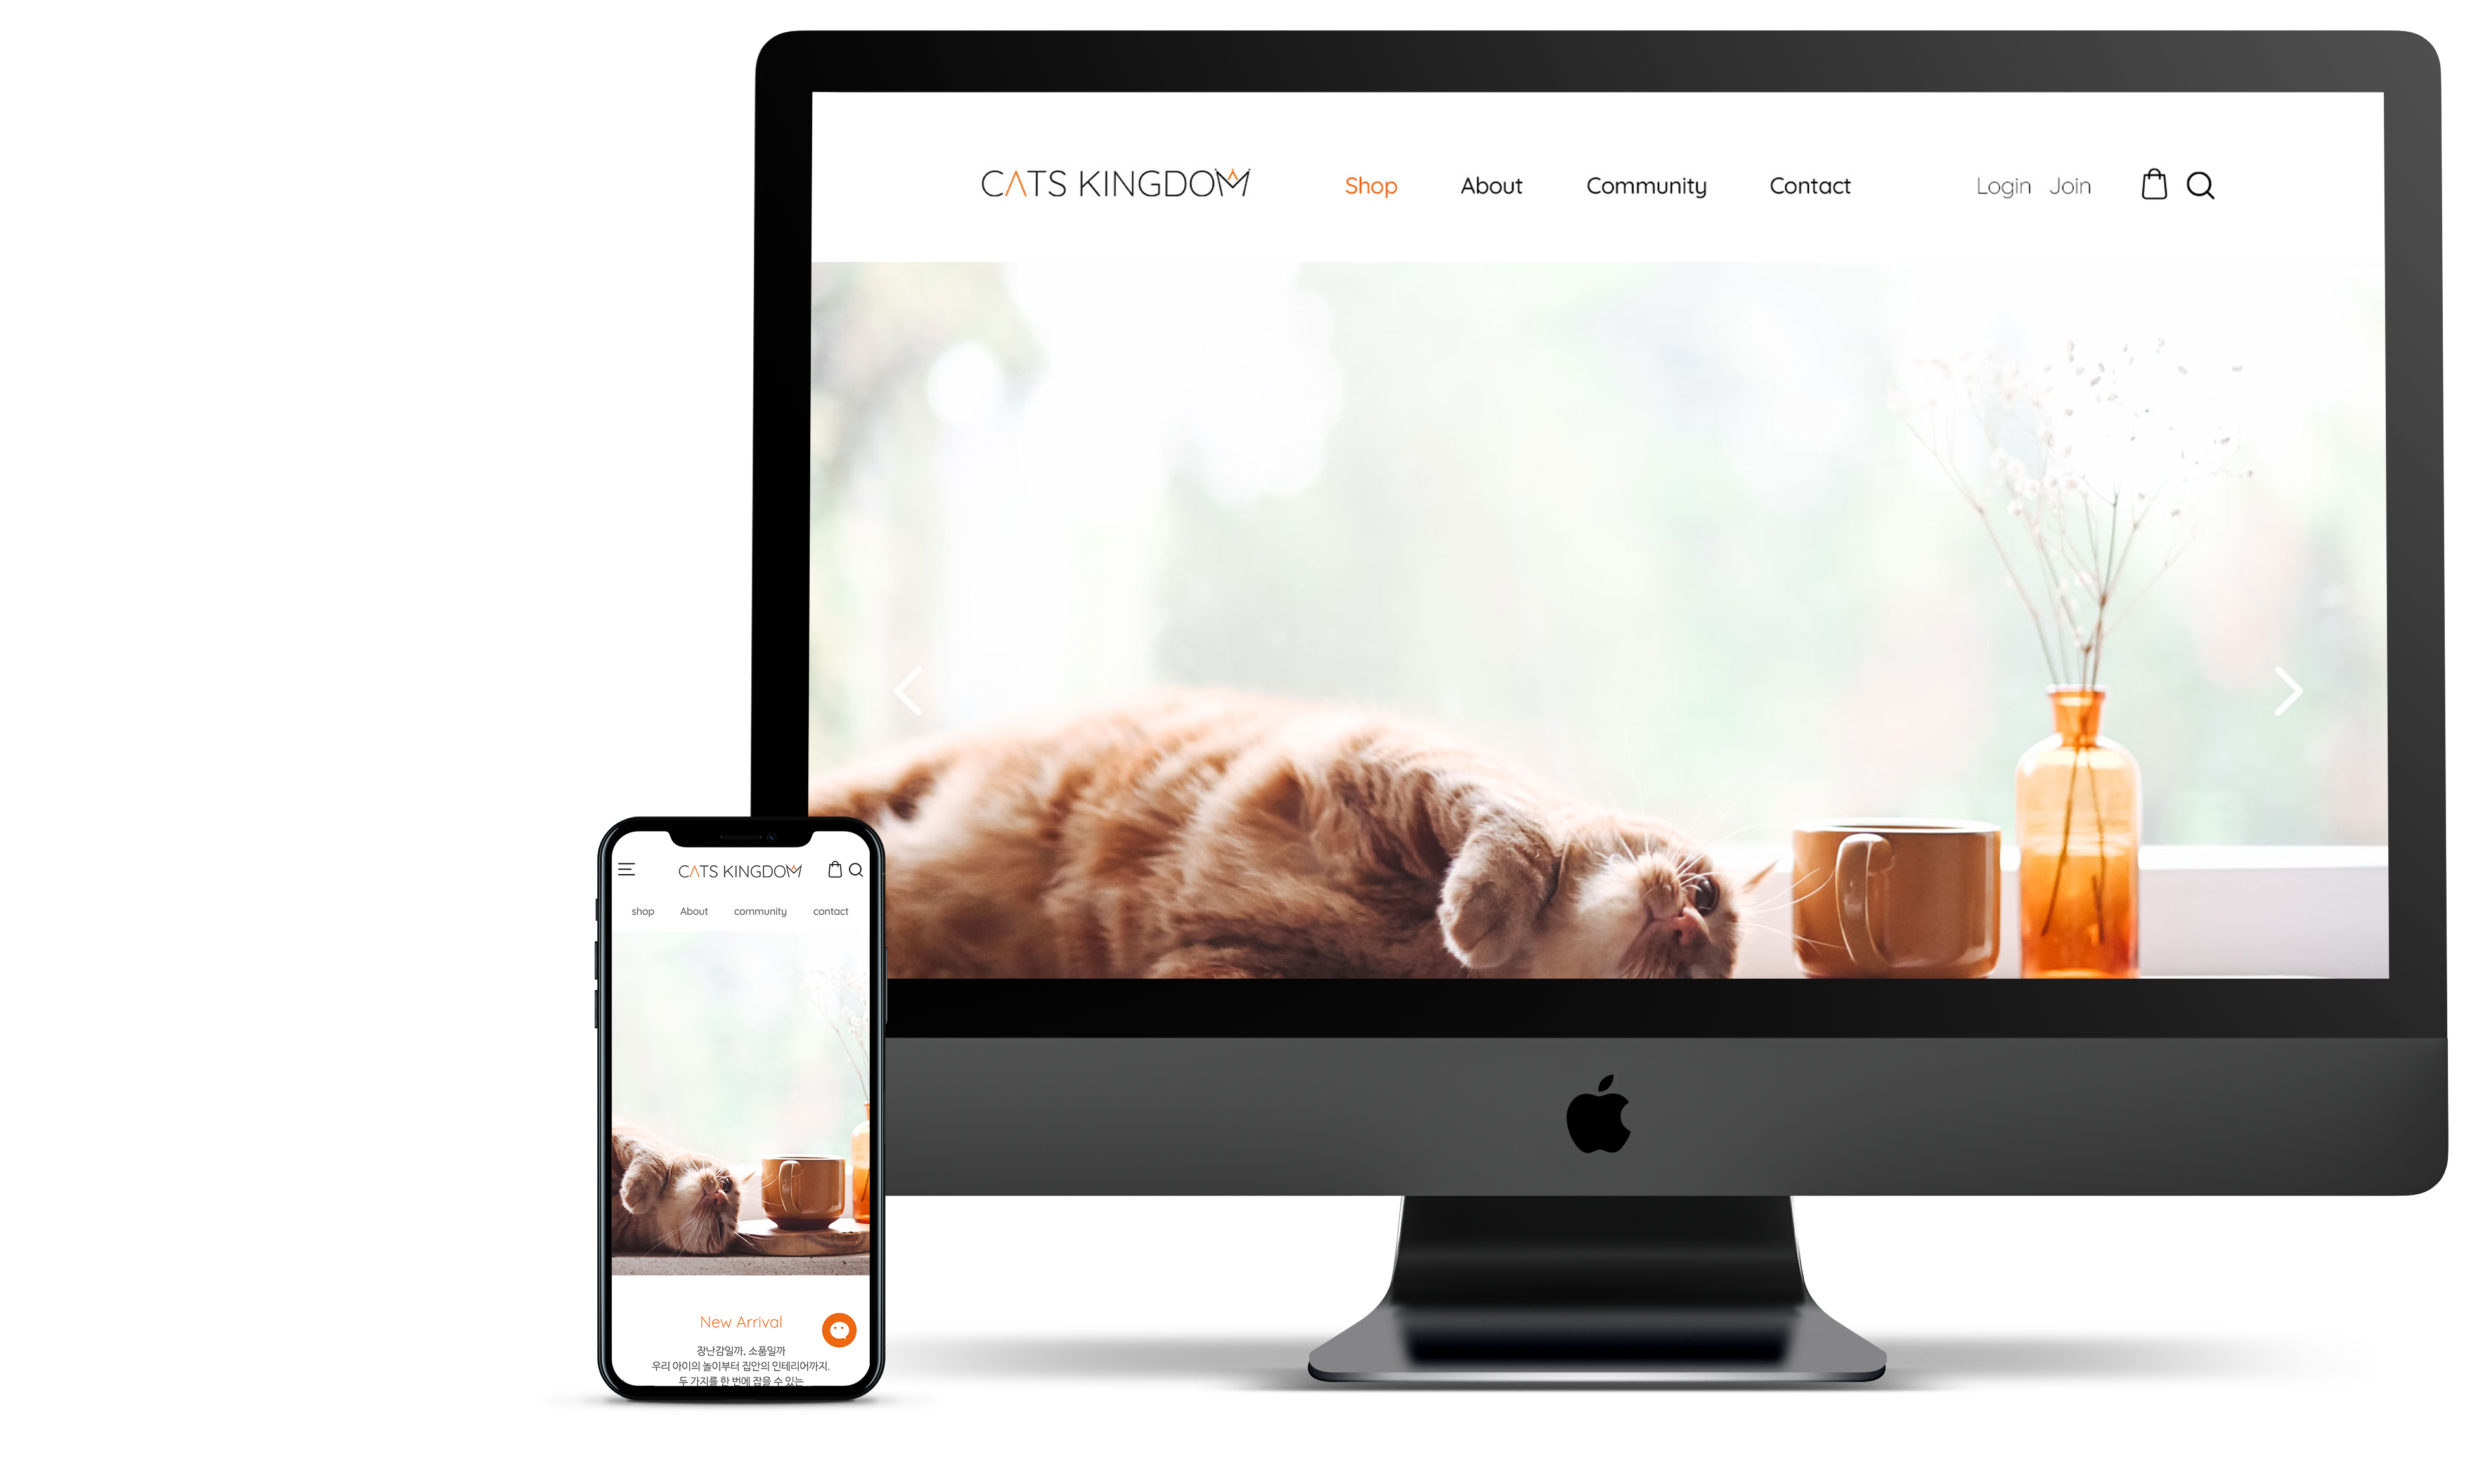 CATS KINGDOM Shop About Community Contact Login Join
CATS KINGDOM
shop About community contact
New Arrival
장난감일까, 소품일까
우리 아이의 놀이부터 집안의 인테리어까지.
두 가지를 한 번에 잡을 수 있는